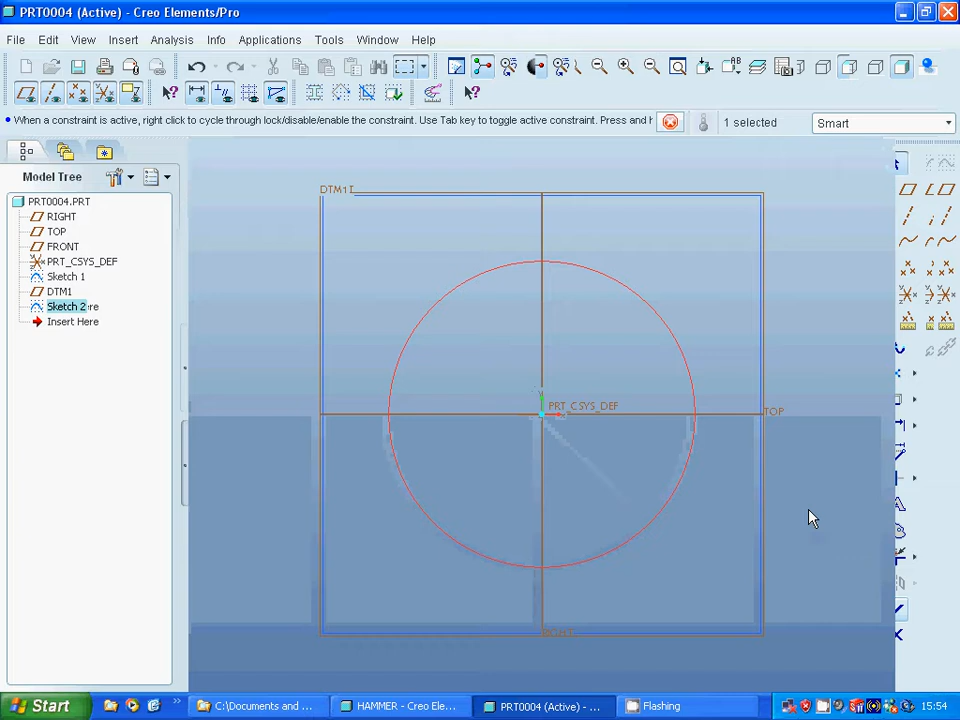 PRT0004 (Active) - Creo Elements/Pro
File Edit View Insert Analysis Info Applications Tools Window Help
When a constraint is active, right click to cycle through lock/disable/enable the constraint. Use Tab key to toggle active constraint. Press and h
1 selected
Smart
Model Tree
PRT0004.PRT
RIGHT
TOP
FRONT
PRT_CSYS_DEF
Sketch 1
DTM1
Sketch 2
Insert Here
DTM1
PRT_CSYS_DEF
TOP
RIGHT
Start
C:\Documents and ...
HAMMER - Creo Ele...
PRT0004 (Active) - ...
Flashing
15:54